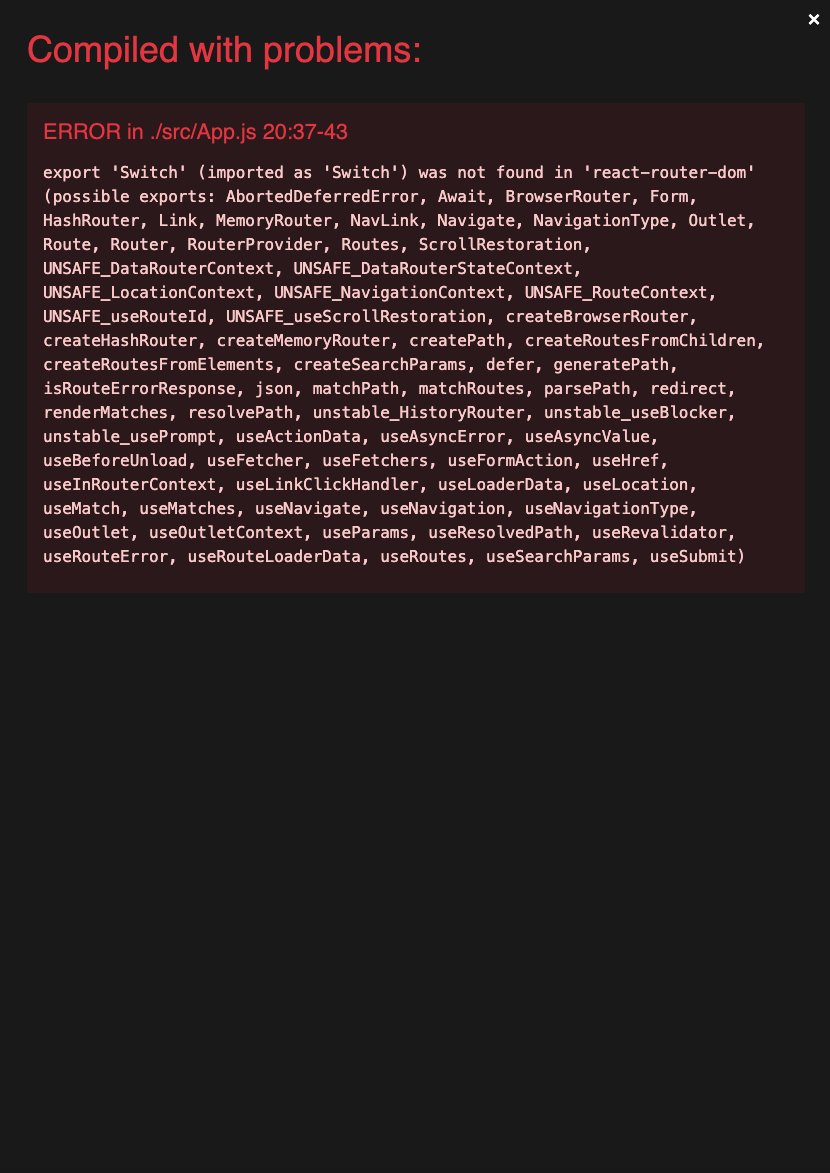 ×
Compiled with problems:
ERROR in ./src/App.js 20:37-43
export 'Switch' (imported as 'Switch') was not found in 'react-router-dom'
(possible exports: AbortedDeferredError, Await, BrowserRouter, Form,
HashRouter, Link, MemoryRouter, NavLink, Navigate, NavigationType, Outlet,
Route, Router, RouterProvider, Routes, ScrollRestoration,
UNSAFE_DataRouterContext, UNSAFE_DataRouterStateContext,
UNSAFE_LocationContext, UNSAFE_NavigationContext, UNSAFE_RouteContext,
UNSAFE_useRouteId, UNSAFE_useScrollRestoration, createBrowserRouter,
createHashRouter, createMemoryRouter, createPath, createRoutesFromChildren,
createRoutesFromElements, createSearchParams, defer, generatePath,
isRouteErrorResponse, json, matchPath, matchRoutes, parsePath, redirect,
renderMatches, resolvePath, unstable_HistoryRouter, unstable_useBlocker,
unstable_usePrompt, useActionData, useAsyncError, useAsyncValue,
useBeforeUnload, useFetcher, useFetchers, useFormAction, useHref,
useInRouterContext, useLinkClickHandler, useLoaderData, useLocation,
useMatch, useMatches, useNavigate, useNavigation, useNavigationType,
useOutlet, useOutletContext, useParams, useResolvedPath, useRevalidator,
useRouteError, useRouteLoaderData, useRoutes, useSearchParams, useSubmit)